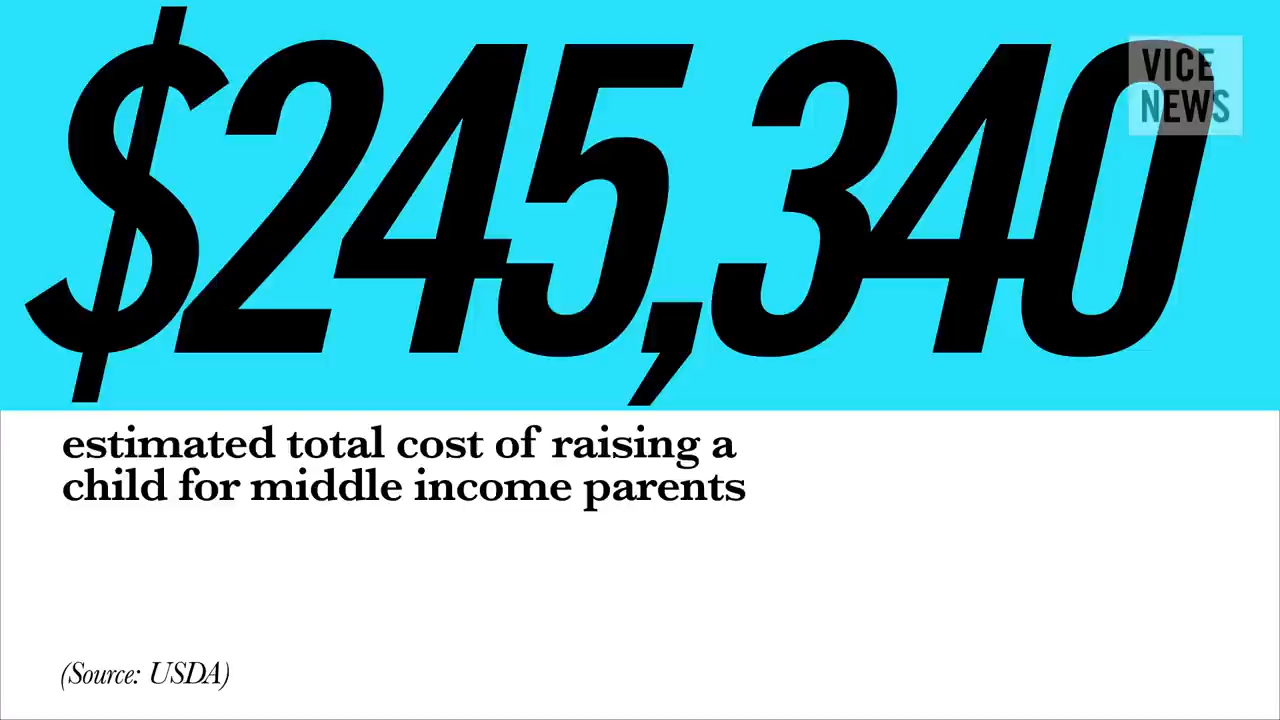 $245,340
VICE
NEWS
estimated total cost of raising a
child for middle income parents
(Source: USDA)